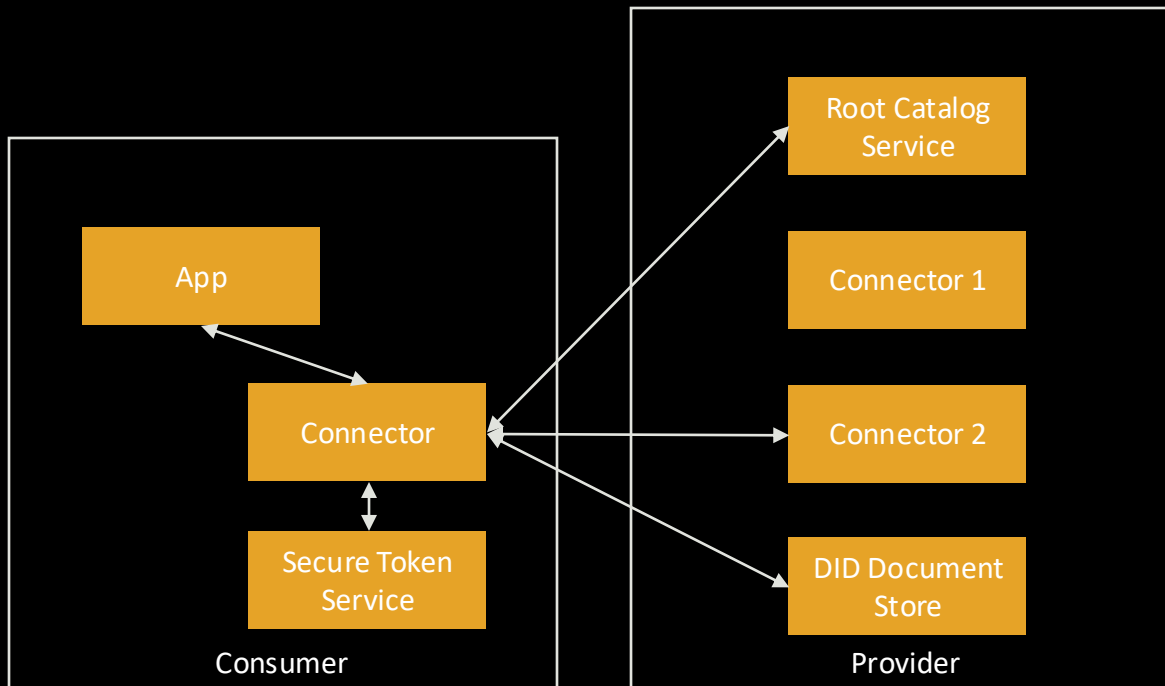 App
Connector
Secure Token
Service
Consumer
Root Catalog
Service
Connector 1
Connector 2
DID Document
Store
Provider